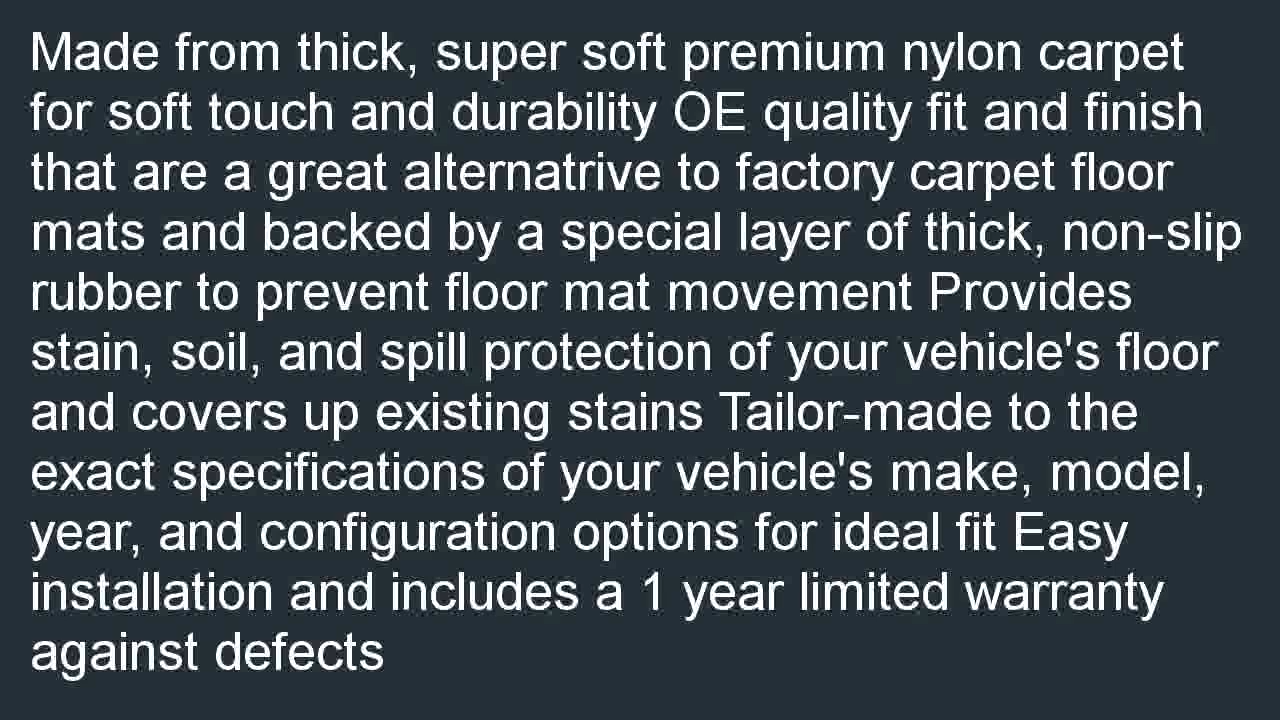 Made from thick, super soft premium nylon carpet
for soft touch and durability OE quality fit and finish
that are a great alternatrive to factory carpet floor
mats and backed by a special layer of thick, non-slip
rubber to prevent floor mat movement Provides
stain, soil, and spill protection of your vehicle's floor
and covers up existing stains Tailor-made to the
exact specifications of your vehicle's make, model,
year, and configuration options for ideal fit Easy
installation and includes a 1 year limited warranty
against defects